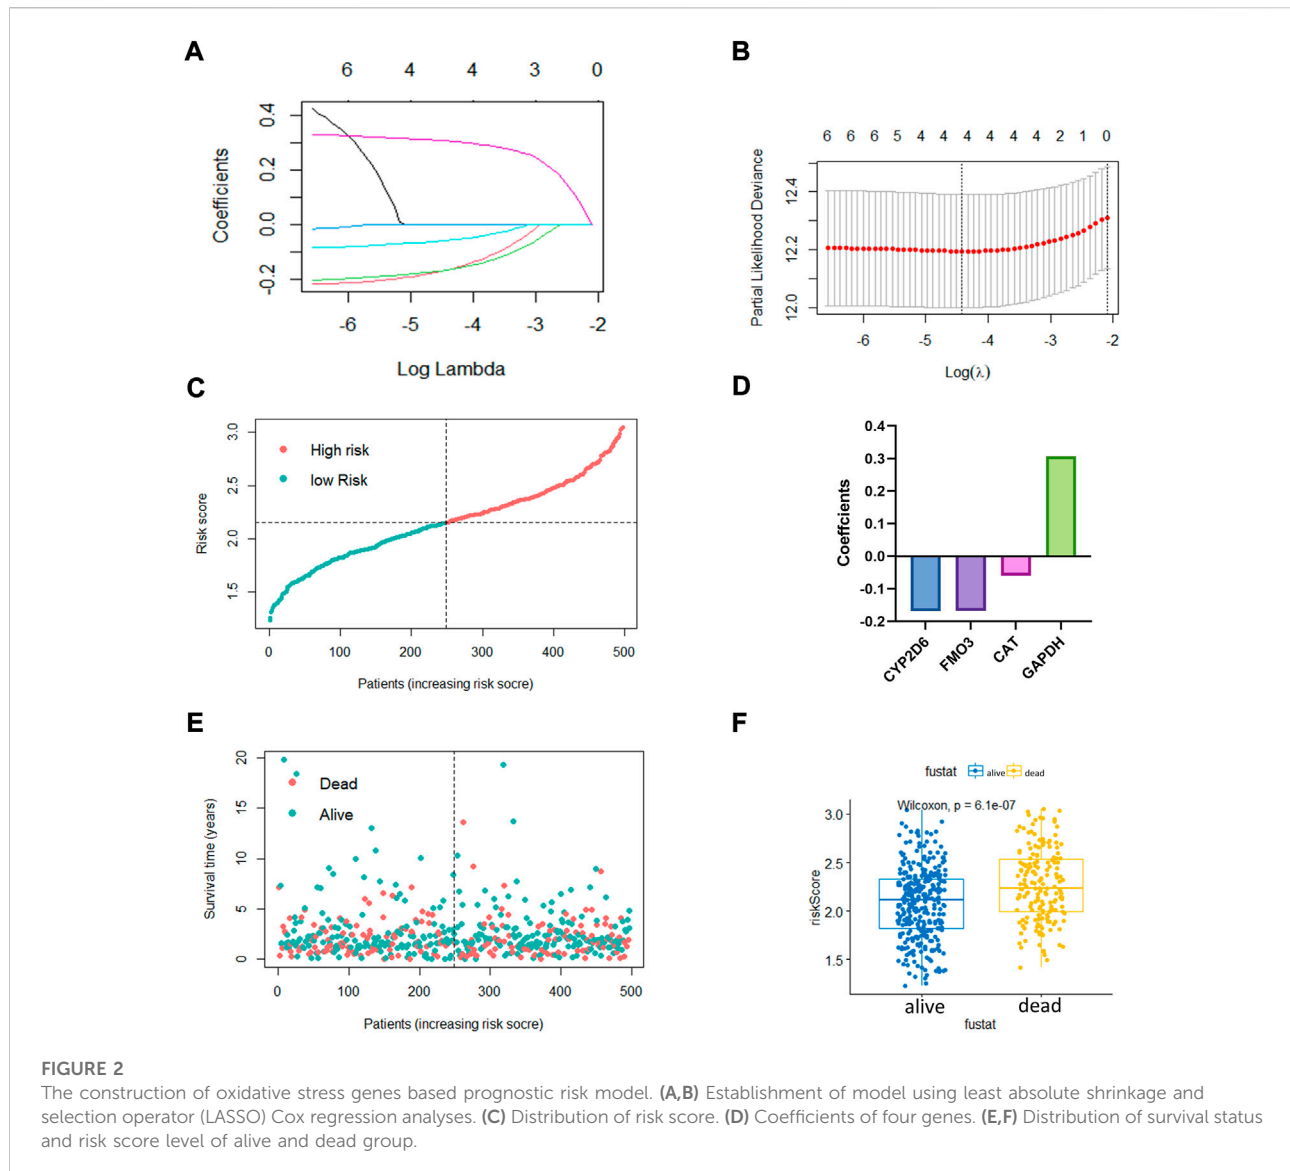 A
6 4 4 3 0
0.4
0.2
0.0
-0.2
Coefficients
-6 -5 -4 -3 -2
Log Lambda
B
6 6 6 5 4 4 4 4 4 4 2 1 0
12.4
12.2
12.0
Partial Likelihood Deviance
-6 -5 -4 -3 -2
Log(λ)
C
3.0
2.5
2.0
1.5
Risk score
High risk
low Risk
0 100 200 300 400 500
Patients (increasing risk socre)
D
0.4
0.3
0.2
0.1
0.0
-0.1
-0.2
Coeffcients
CYP2D6 FMO3 CAT GAPDH
E
20
15
10
5
0
Survival time (years)
Dead
Alive
0 100 200 300 400 500
Patients (increasing risk socre)
F
fustat alive dead
Wilcoxon, p = 6.1e-07
3.0
2.5
2.0
1.5
riskScore
alive dead
fustat
FIGURE 2
The construction of oxidative stress genes based prognostic risk model. (A,B) Establishment of model using least absolute shrinkage and
selection operator (LASSO) Cox regression analyses. (C) Distribution of risk score. (D) Coefficients of four genes. (E,F) Distribution of survival status
and risk score level of alive and dead group.